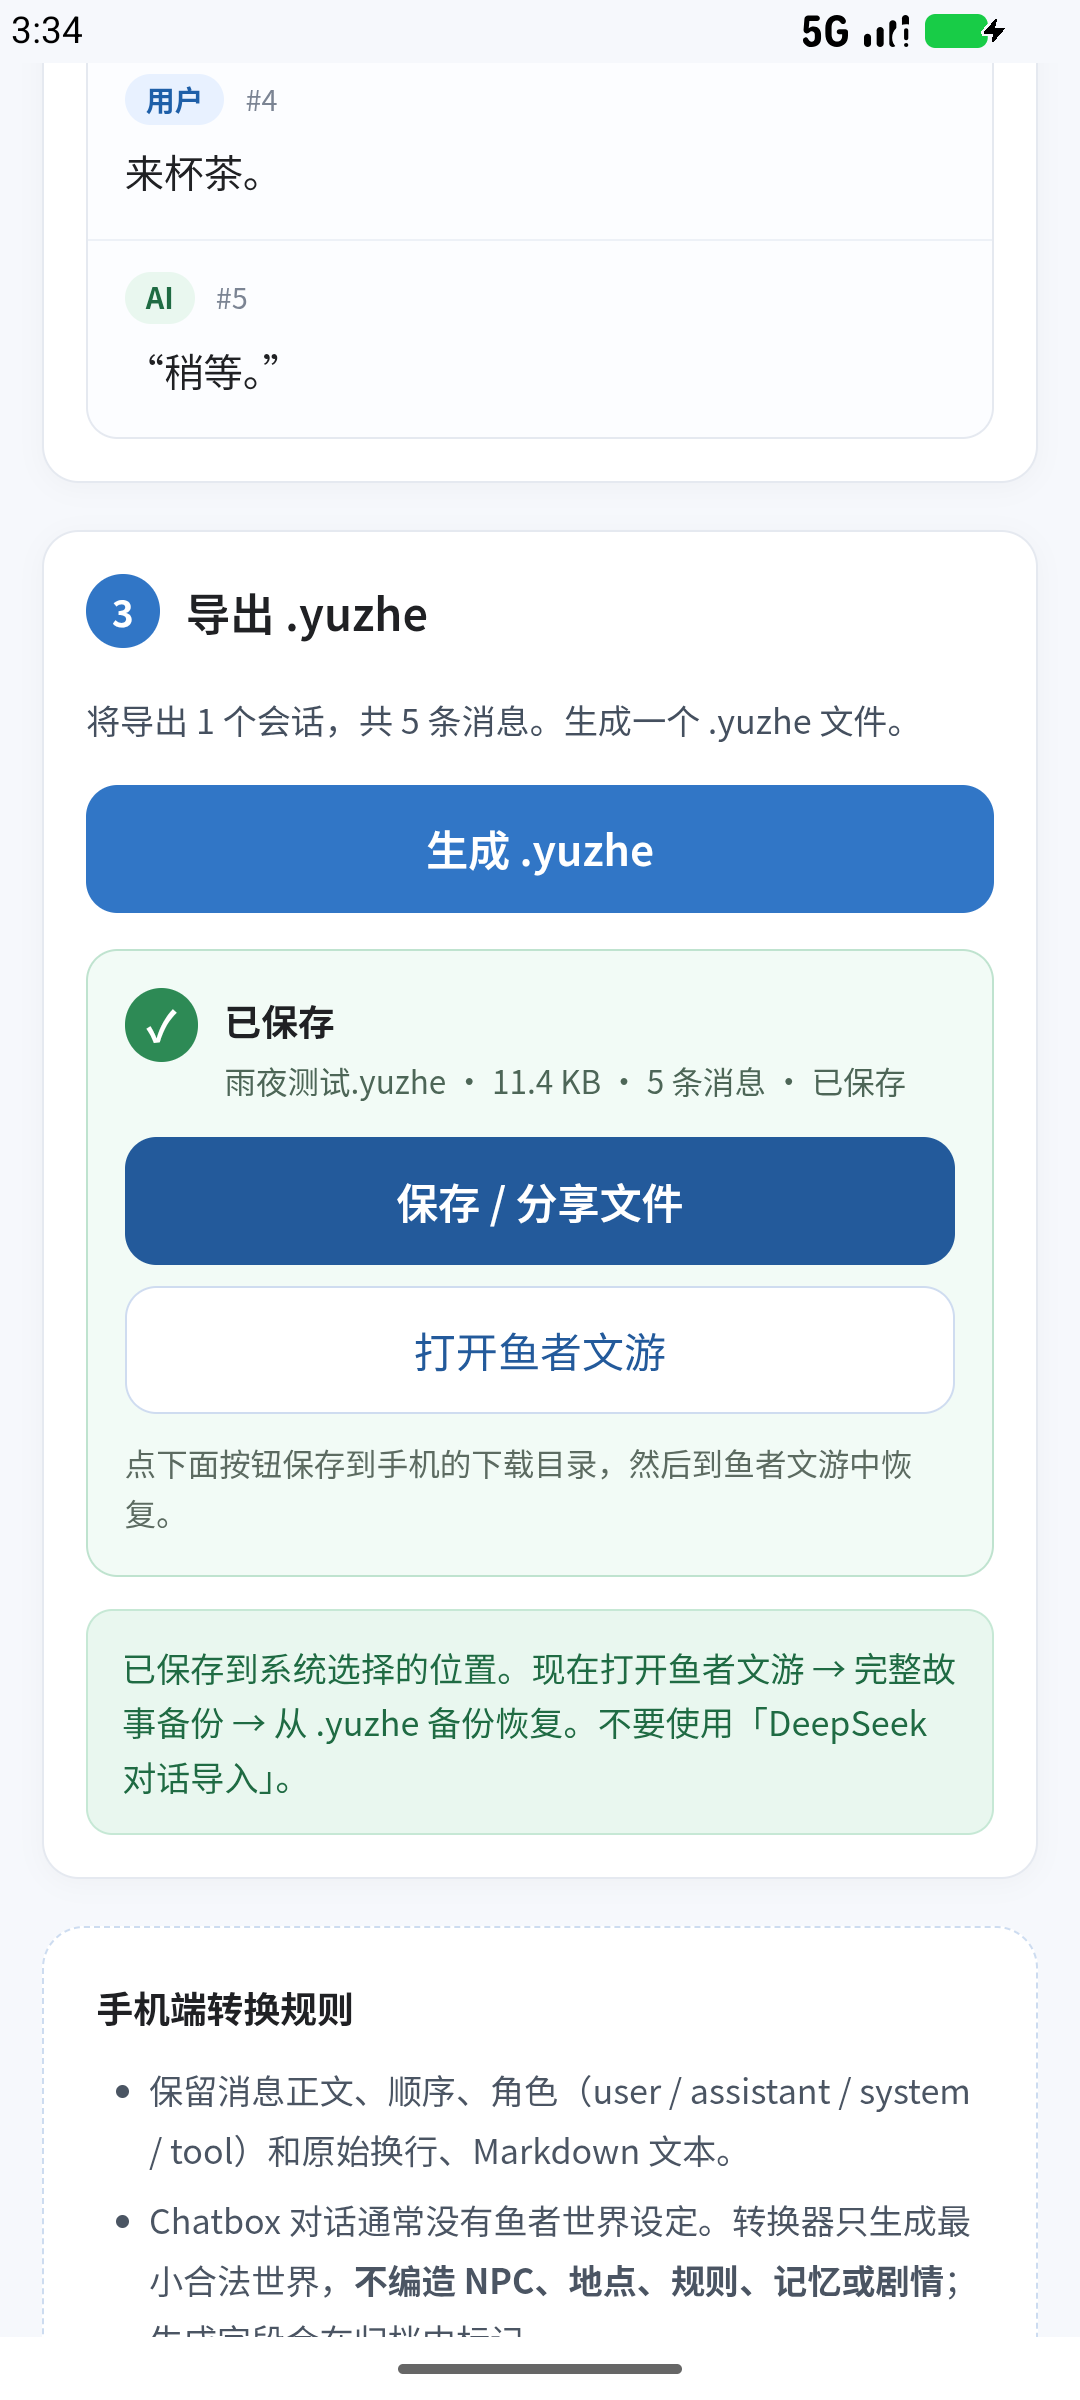 3:34
5G
用户 #4
来杯茶。
AI #5
“稍等。”
3 导出 .yuzhe
将导出 1 个会话，共 5 条消息。生成一个 .yuzhe 文件。
生成 .yuzhe
已保存
雨夜测试.yuzhe • 11.4 KB • 5 条消息 • 已保存
保存 / 分享文件
打开鱼者文游
点下面按钮保存到手机的下载目录，然后到鱼者文游中恢
复。
已保存到系统选择的位置。现在打开鱼者文游 → 完整故
事备份 → 从 .yuzhe 备份恢复。不要使用「DeepSeek
对话导入」。
手机端转换规则
• 保留消息正文、顺序、角色（user / assistant / system
/ tool）和原始换行、Markdown 文本。
• Chatbox 对话通常没有鱼者世界设定。转换器只生成最
小合法世界，不编造 NPC、地点、规则、记忆或剧情；